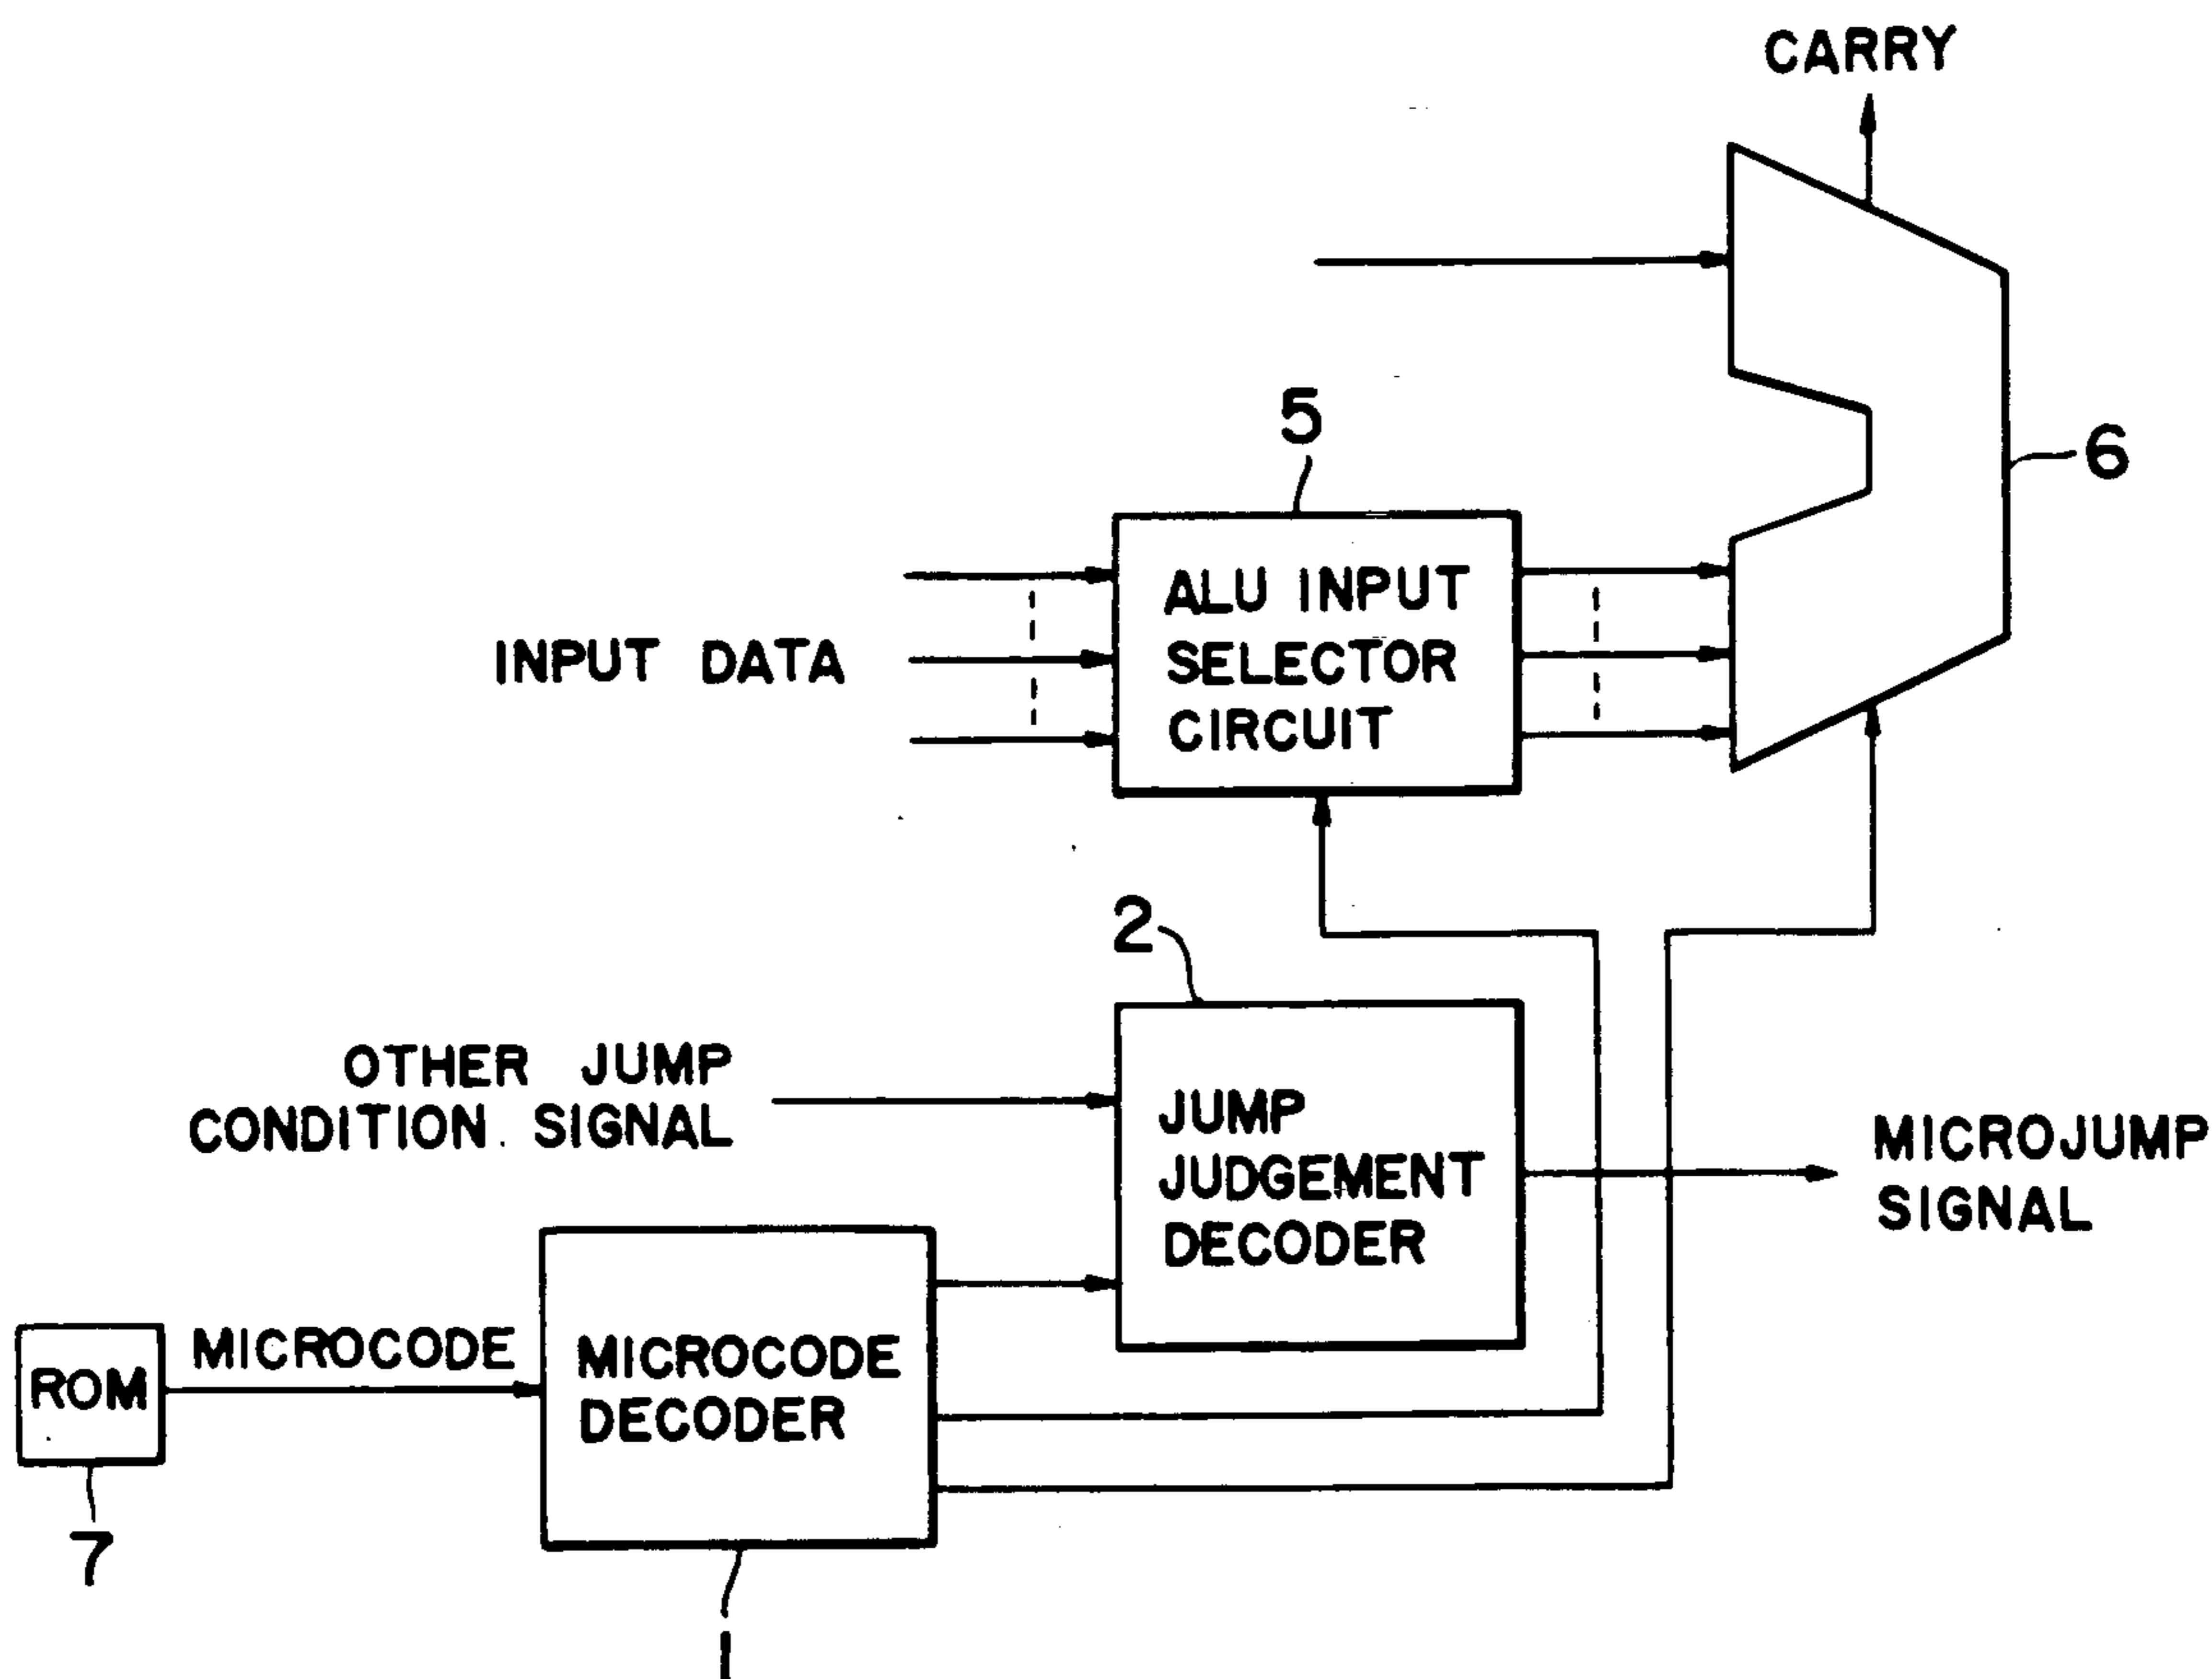 CARRY
5
6
ALU INPUT
SELECTOR
CIRCUIT
INPUT DATA
2
OTHER JUMP
CONDITION. SIGNAL
JUMP
JUDGEMENT
DECODER
MICROJUMP
SIGNAL
ROM
MICROCODE
MICROCODE
DECODER
7
1